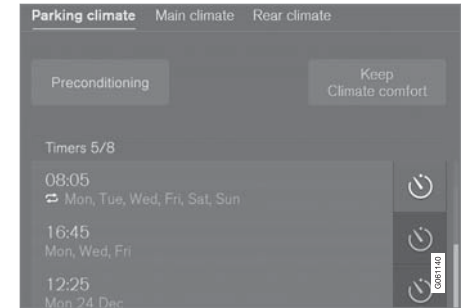 Parking climate Main climate Rear climate
Preconditioning
Keep
Climate comfort
Timers 5/8
08:05
Mon, Tue, Wed, Fri, Sat, Sun
16:45
Mon, Wed, Fri
12:25
Mon 24 Dec
G061140